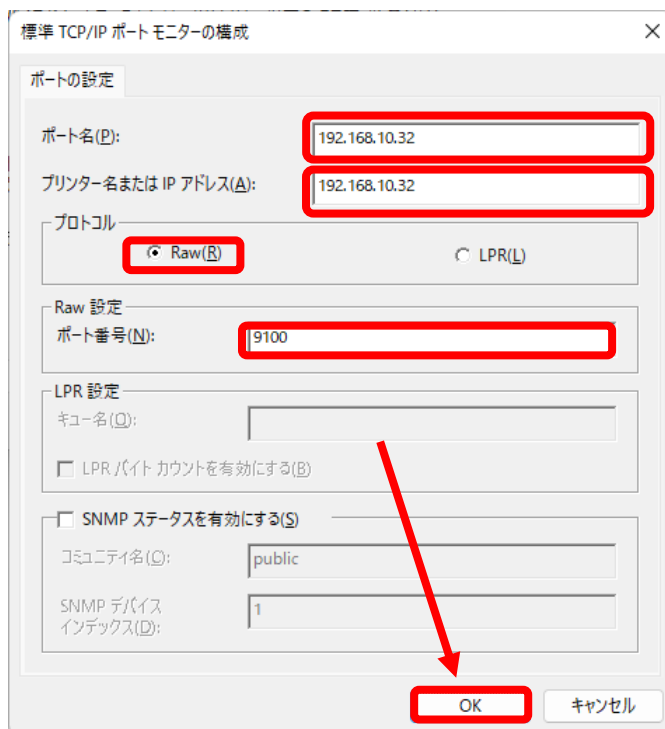 標準 TCP/IP ポート モニターの構成
ポートの設定
ポート名(P):
192.168.10.32
プリンター名または IP アドレス(A):
192.168.10.32
プロトコル
Raw(R)
LPR(L)
Raw 設定
ポート番号(N):
9100
LPR 設定
キュー名(Q):
LPR バイト カウントを有効にする(B)
SNMP ステータスを有効にする(S)
コミュニティ名(C):
public
SNMP デバイス
インデックス(D):
1
OK
キャンセル